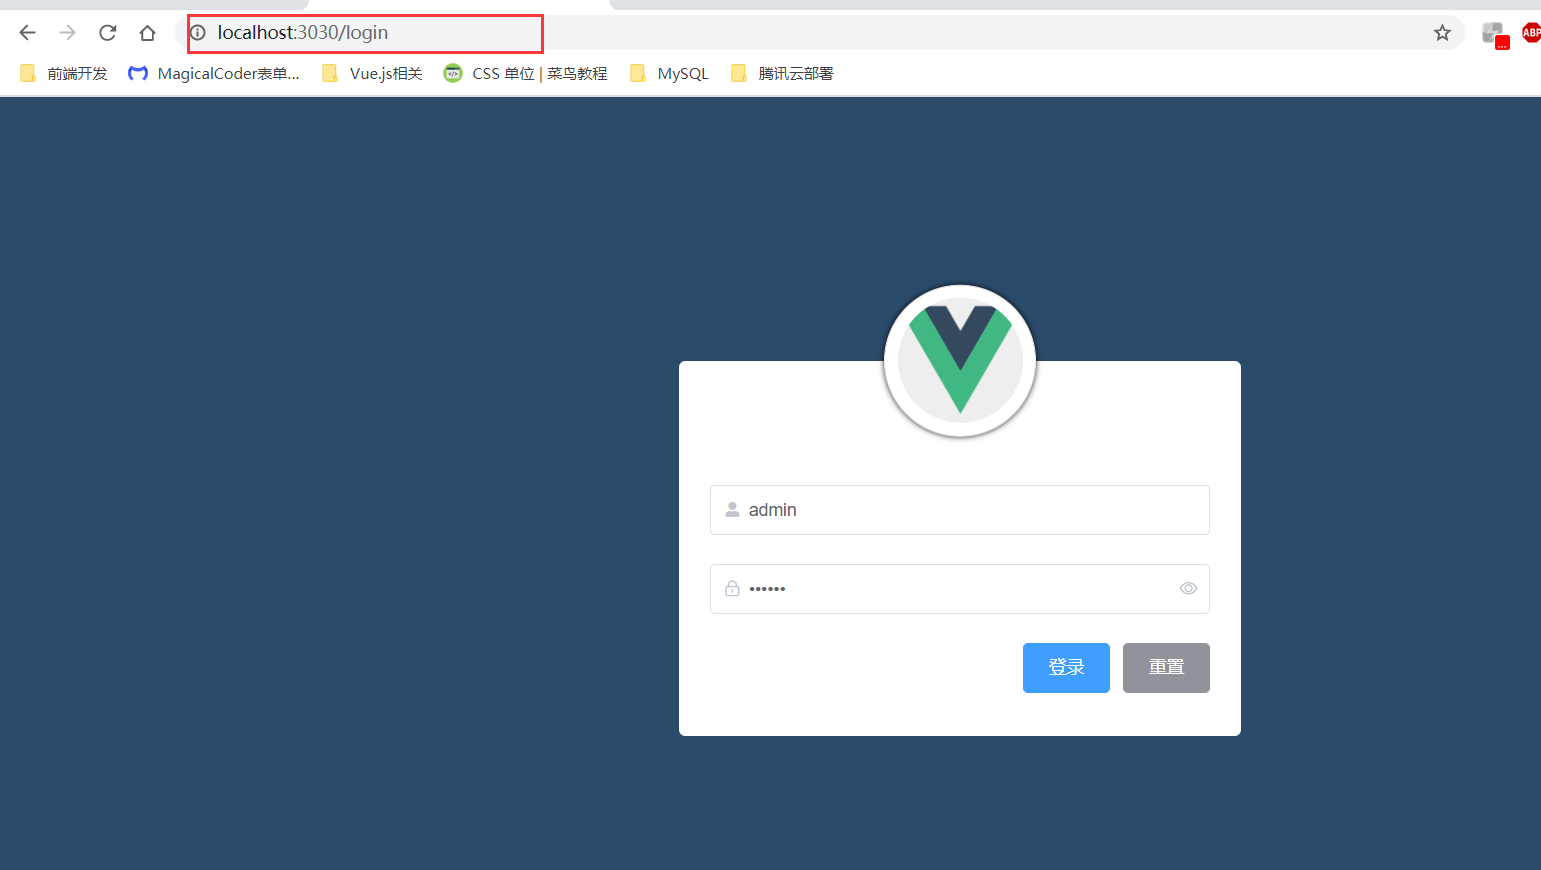 localhost:3030/login
ABP
前端开发 MagicalCoder表单... Vue.js相关 CSS 单位 | 菜鸟教程 MySQL 腾讯云部署
admin
••••••
登录 重置